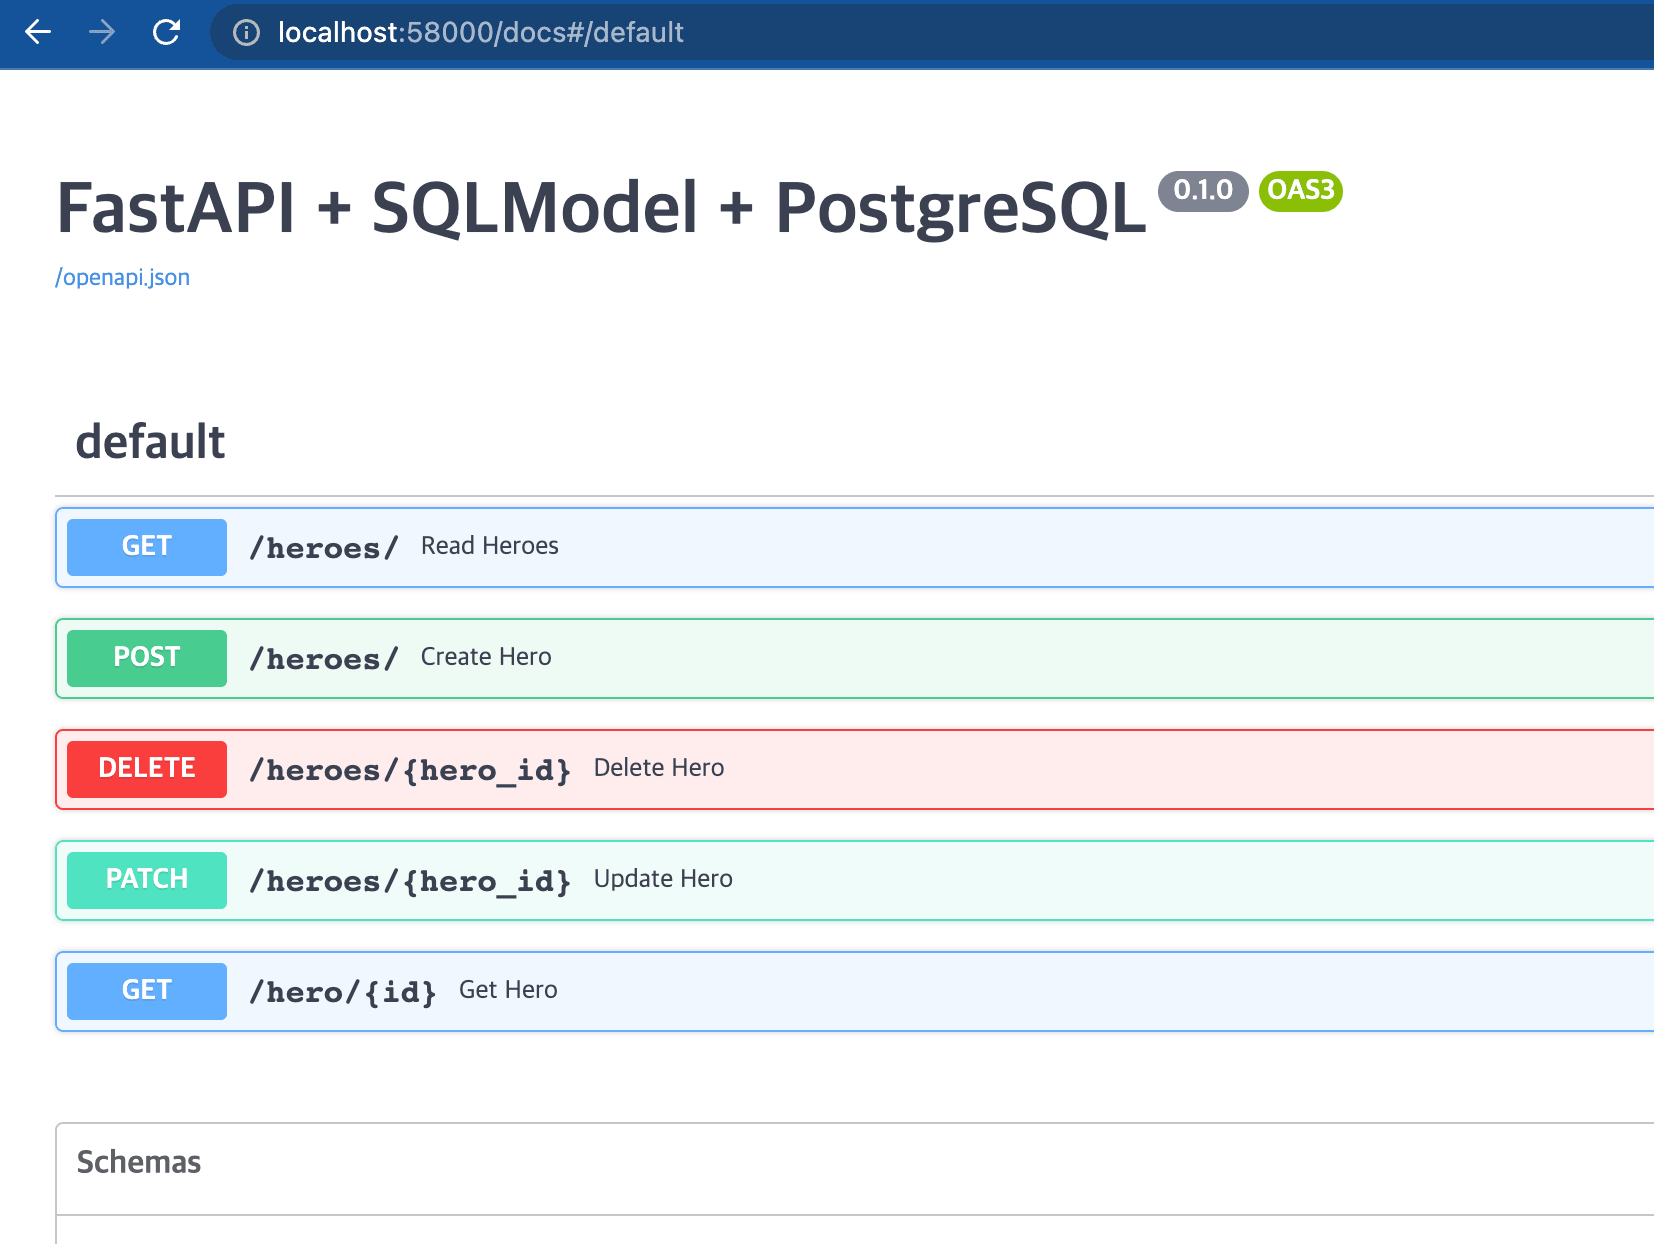 localhost:58000/docs#/default
FastAPI + SQLModel + PostgreSQL 0.1.0 OAS3
/openapi.json
default
GET /heroes/ Read Heroes
POST /heroes/ Create Hero
DELETE /heroes/{hero_id} Delete Hero
PATCH /heroes/{hero_id} Update Hero
GET /hero/{id} Get Hero
Schemas